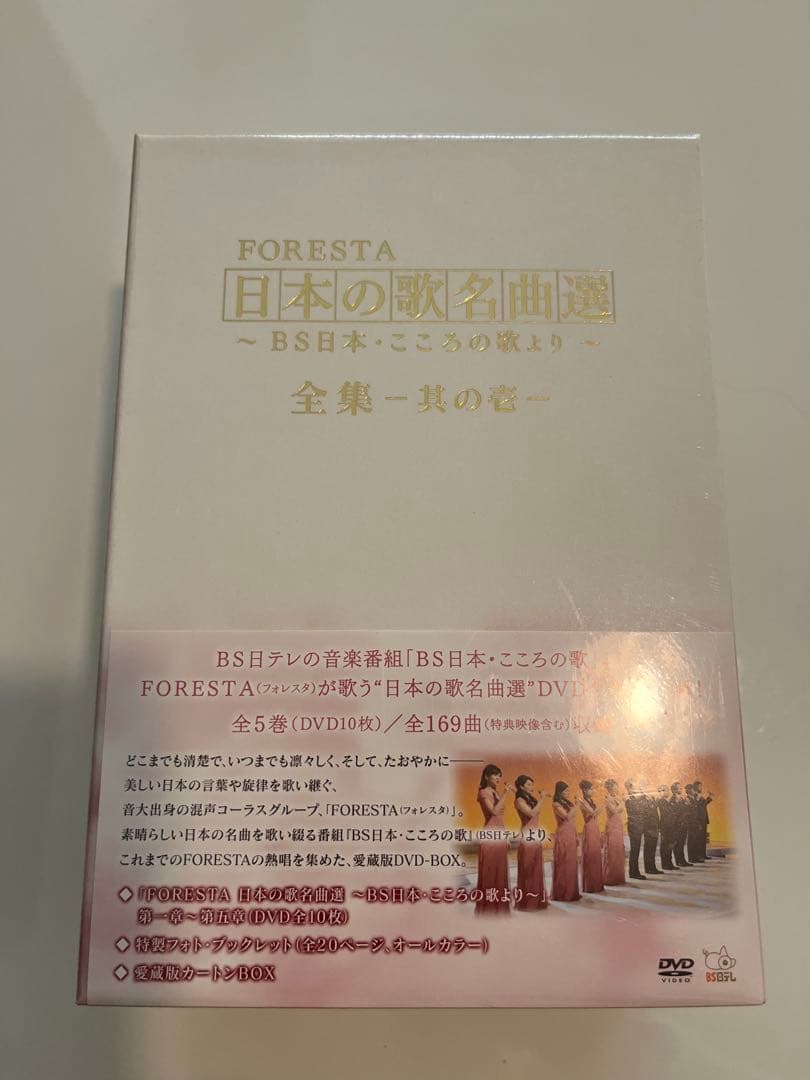 FORESTA
日本の歌名曲選
～BS日本・こころの歌より～
全集－其の壱－
BS日テレの音楽番組「BS日本・こころの歌
FORESTA(フォレスタ)が歌う“日本の歌名曲選”DVD
全5巻(DVD10枚)／全169曲(特典映像含む)収
どこまでも清楚で、いつまでも凛々しく、そして、たおやかに――
美しい日本の言葉や旋律を歌い継ぐ、
音大出身の混声コーラスグループ、「FORESTA(フォレスタ)」。
素晴らしい日本の名曲を歌い綴る番組『BS日本・こころの歌』(BS日テレ)より、
これまでのFORESTAの熱唱を集めた、愛蔵版DVD-BOX。
◆「FORESTA 日本の歌名曲選 ～BS日本・こころの歌より～」
第一章～第五章(DVD全10枚)
◆特製フォト・ブックレット(全20ページ、オールカラー)
◆愛蔵版カートンBOX
DVD
VIDEO
BS日テレ